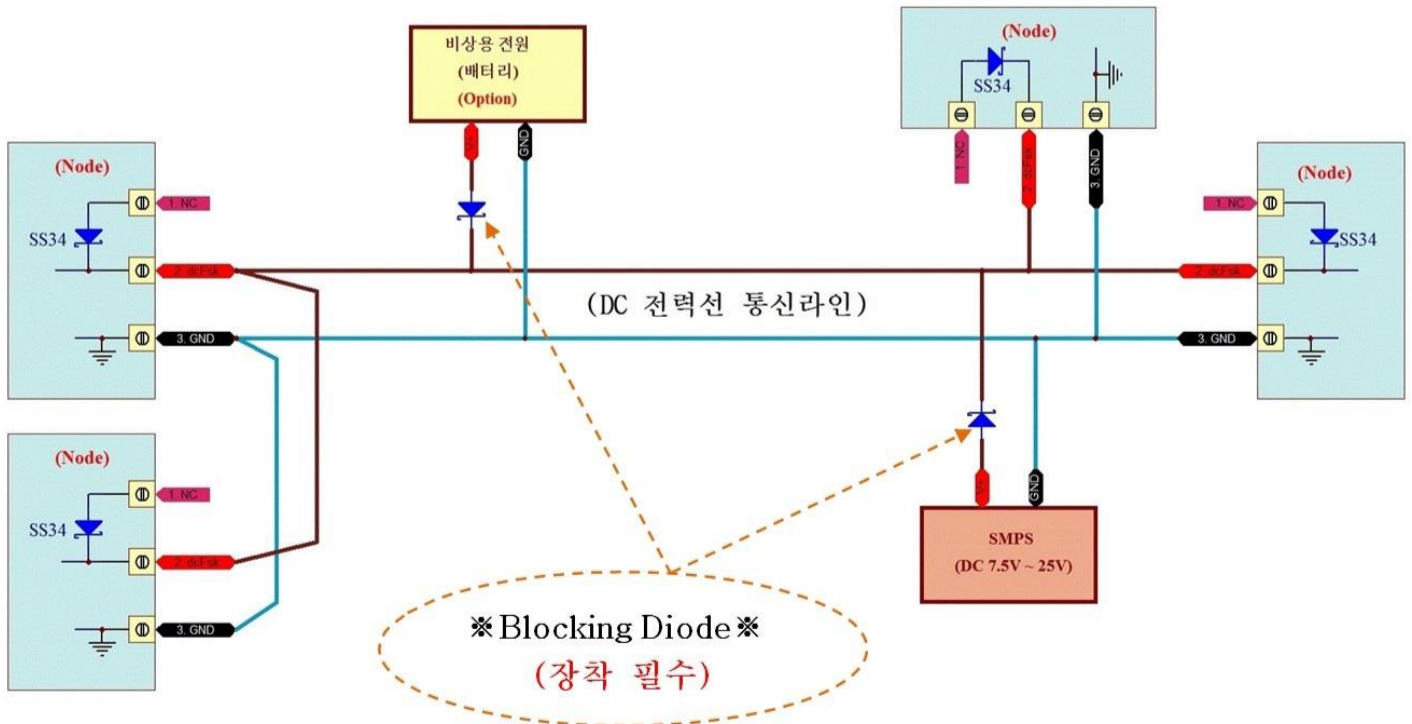 비상용 전원
(배터리)
(Option)
V+
GND
(Node)
SS34
1. NC
2. dcFsk
3. GND
(Node)
1. NC
SS34
2. dcFsk
3. GND
(Node)
1. NC
SS34
2. dcFsk
3. GND
(DC 전력선 통신라인)
(Node)
1. NC
SS34
2. dcFsk
3. GND
V+
GND
SMPS
(DC 7.5V ~ 25V)
※Blocking Diode※
(장착 필수)